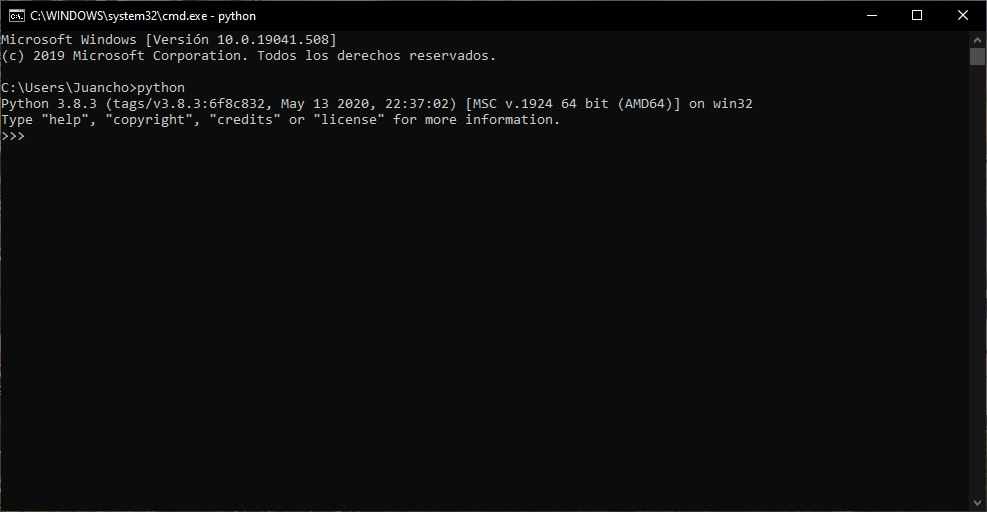 C:\WINDOWS\system32\cmd.exe - python
Microsoft Windows [Versión 10.0.19041.508]
(c) 2019 Microsoft Corporation. Todos los derechos reservados.
C:\Users\Juancho>python
Python 3.8.3 (tags/v3.8.3:6f8c832, May 13 2020, 22:37:02) [MSC v.1924 64 bit (AMD64)] on win32
Type "help", "copyright", "credits" or "license" for more information.
>>>